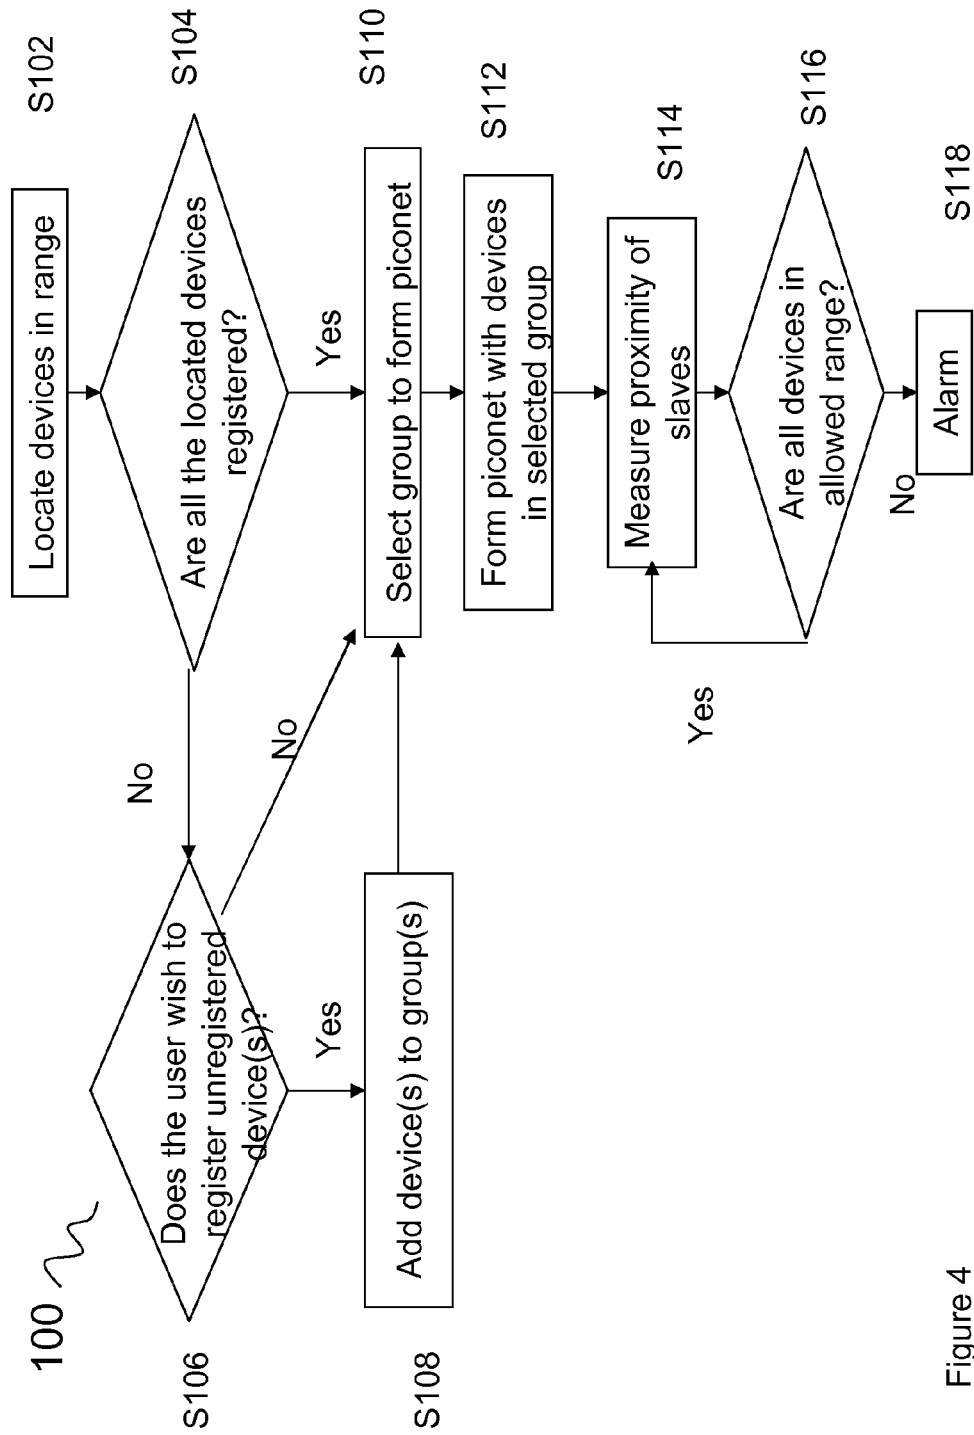 100
Locate devices in range
S102
Are all the located devices
registered?
S104
No
Yes
S106
Does the user wish to
register unregistered
device(s)?
No
Yes
S108
Add device(s) to group(s)
Select group to form piconet
S110
Form piconet with devices
in selected group
S112
Measure proximity of
slaves
S114
Yes
Are all devices in
allowed range?
S116
No
Alarm
S118
Figure 4